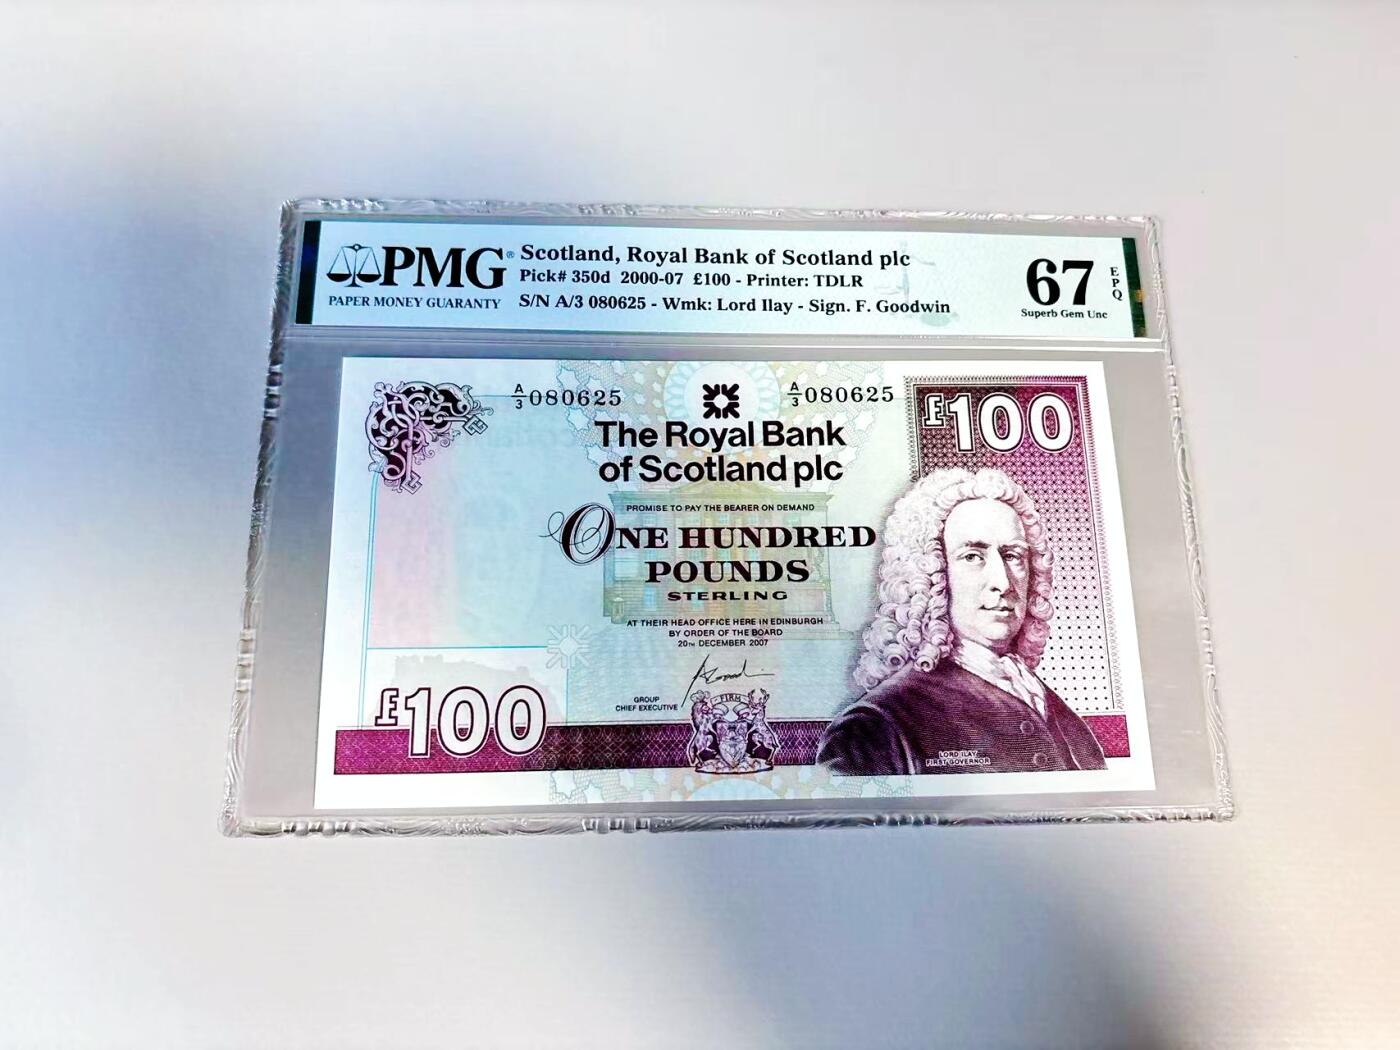 PMG®
PAPER MONEY GUARANTY
Scotland, Royal Bank of Scotland plc
Pick# 350d 2000-07 £100 - Printer: TDLR
S/N A/3 080625 - Wmk: Lord Ilay - Sign. F. Goodwin
67
EPQ
Superb Gem Unc
A/3 080625
A/3 080625
£100
The Royal Bank
of Scotland plc
PROMISE TO PAY THE BEARER ON DEMAND
ONE HUNDRED
POUNDS
STERLING
AT THEIR HEAD OFFICE HERE IN EDINBURGH
BY ORDER OF THE BOARD
20TH DECEMBER 2007
GROUP
CHIEF EXECUTIVE
FIRM
£100
LORD ILAY
FIRST GOVERNOR